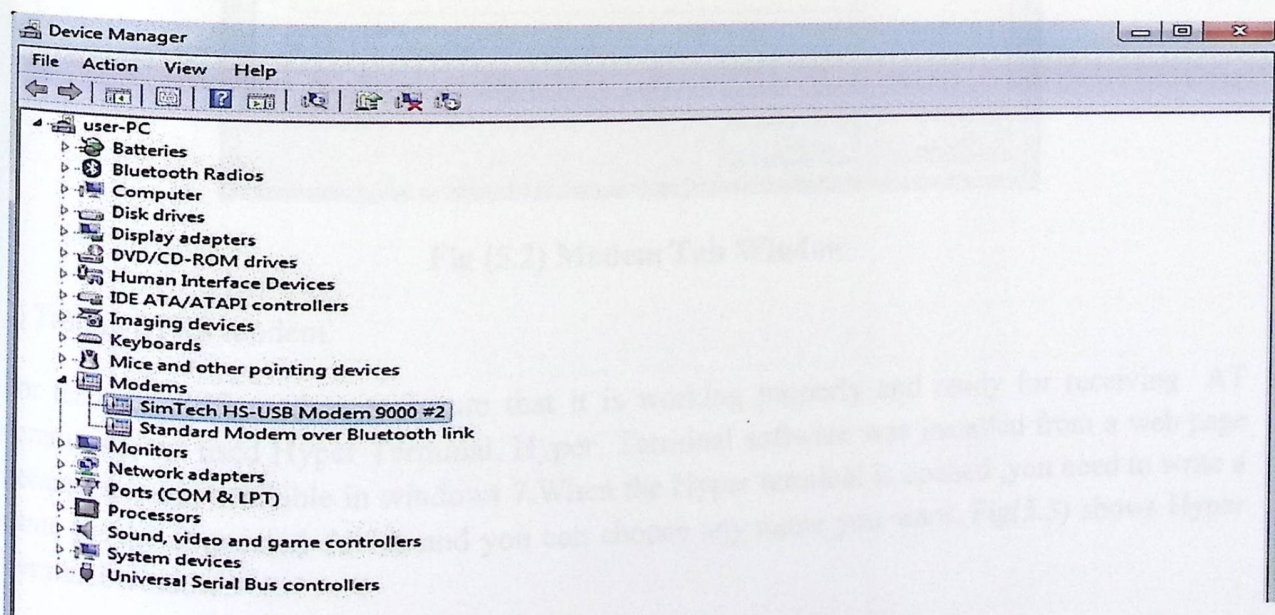 Device Manager
File Action View Help
user-PC
Batteries
Bluetooth Radios
Computer
Disk drives
Display adapters
DVD/CD-ROM drives
Human Interface Devices
IDE ATA/ATAPI controllers
Imaging devices
Keyboards
Mice and other pointing devices
Modems
SimTech HS-USB Modem 9000 #2
Standard Modem over Bluetooth link
Monitors
Network adapters
Ports (COM & LPT)
Processors
Sound, video and game controllers
System devices
Universal Serial Bus controllers
Fig (5.2) Modem Tab Window
modem.
that it is working properly and ready for receiving AT
used Hyper Terminal. Hyper Terminal software was installed from a web page
in windows 7.When the Hyper terminal is opened ,you need to write a
and you can choose any name you want. Fig(5.3) shows Hyper